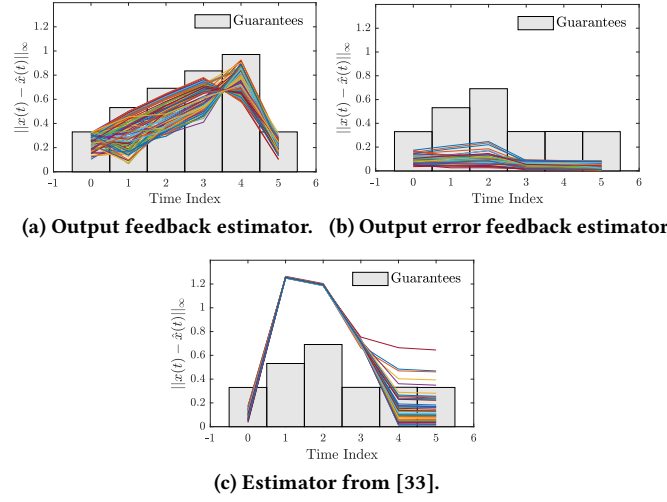 Guarantees
1.2
1
0.8
0.6
0.4
0.2
0
||x(t) − x̂(t)||∞
-1 0 1 2 3 4 5 6
Time Index
(a) Output feedback estimator.
Guarantees
1.2
1
0.8
0.6
0.4
0.2
0
||x(t) − x̂(t)||∞
-1 0 1 2 3 4 5 6
Time Index
(b) Output error feedback estimator
Guarantees
1.2
1
0.8
0.6
0.4
0.2
0
||x(t) − x̂(t)||∞
-1 0 1 2 3 4 5 6
Time Index
(c) Estimator from [33].